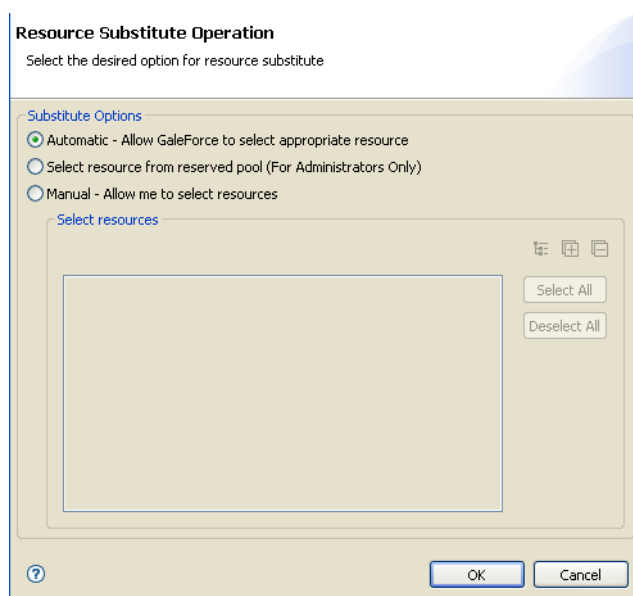 Resource Substitute Operation
Select the desired option for resource substitute
Substitute Options
Automatic - Allow GaleForce to select appropriate resource
Select resource from reserved pool (For Administrators Only)
Manual - Allow me to select resources
Select resources
Select All
Deselect All
?
OK
Cancel